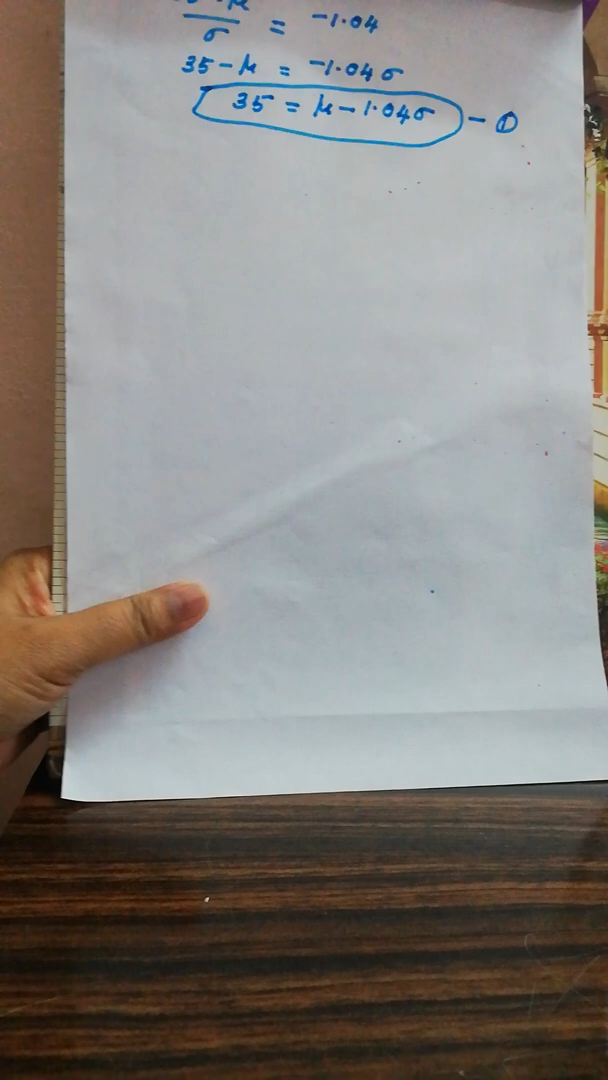 σ = -1.04
35-μ = -1.04σ
35 = μ-1.04σ - ①